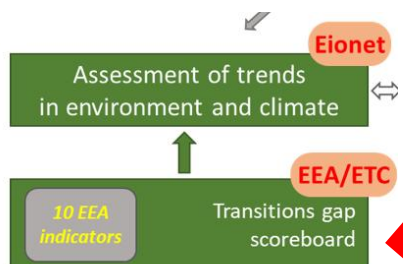 Eionet
Assessment of trends
in environment and climate
EEA/ETC
10 EEA
indicators
Transitions gap
scoreboard